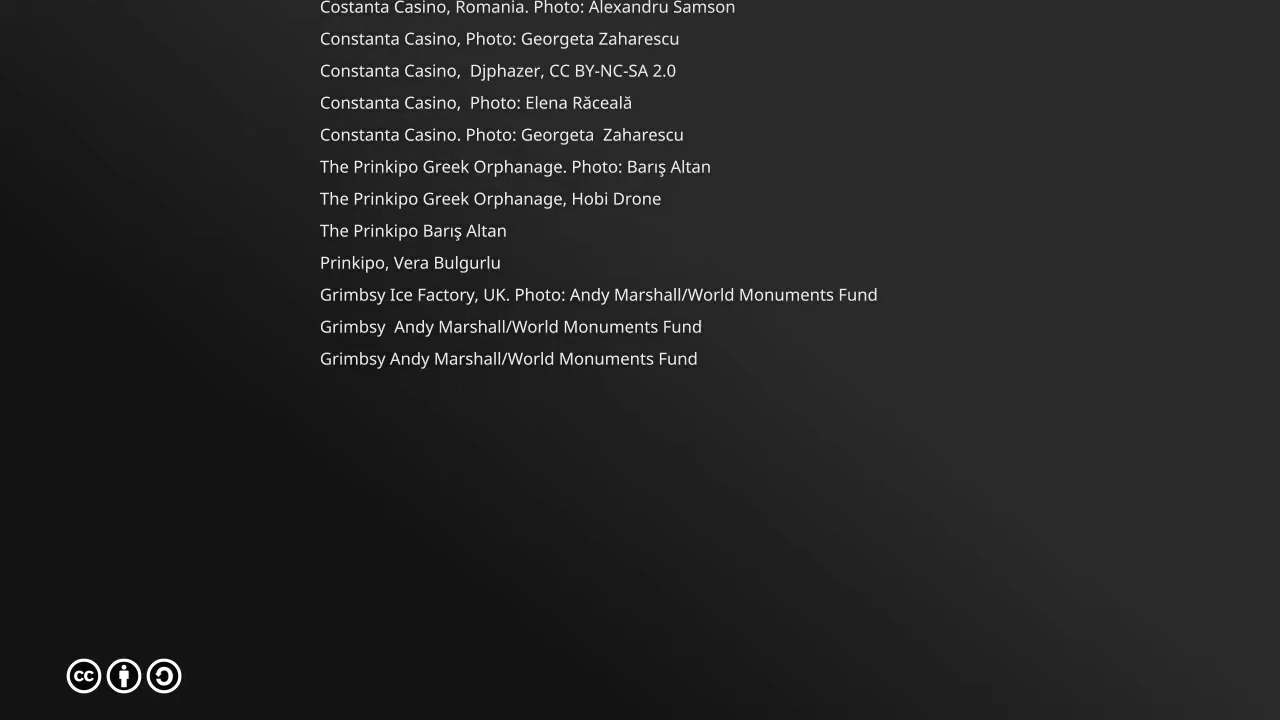 Costanta Casino, Romania. Photo: Alexandru Samson
Constanta Casino, Photo: Georgeta Zaharescu
Constanta Casino,  Djphazer, CC BY-NC-SA 2.0
Constanta Casino,  Photo: Elena Răceală
Constanta Casino. Photo: Georgeta  Zaharescu
The Prinkipo Greek Orphanage. Photo: Barış Altan
The Prinkipo Greek Orphanage, Hobi Drone
The Prinkipo Barış Altan
Prinkipo, Vera Bulgurlu
Grimbsy Ice Factory, UK. Photo: Andy Marshall/World Monuments Fund
Grimbsy  Andy Marshall/World Monuments Fund
Grimbsy Andy Marshall/World Monuments Fund
cc